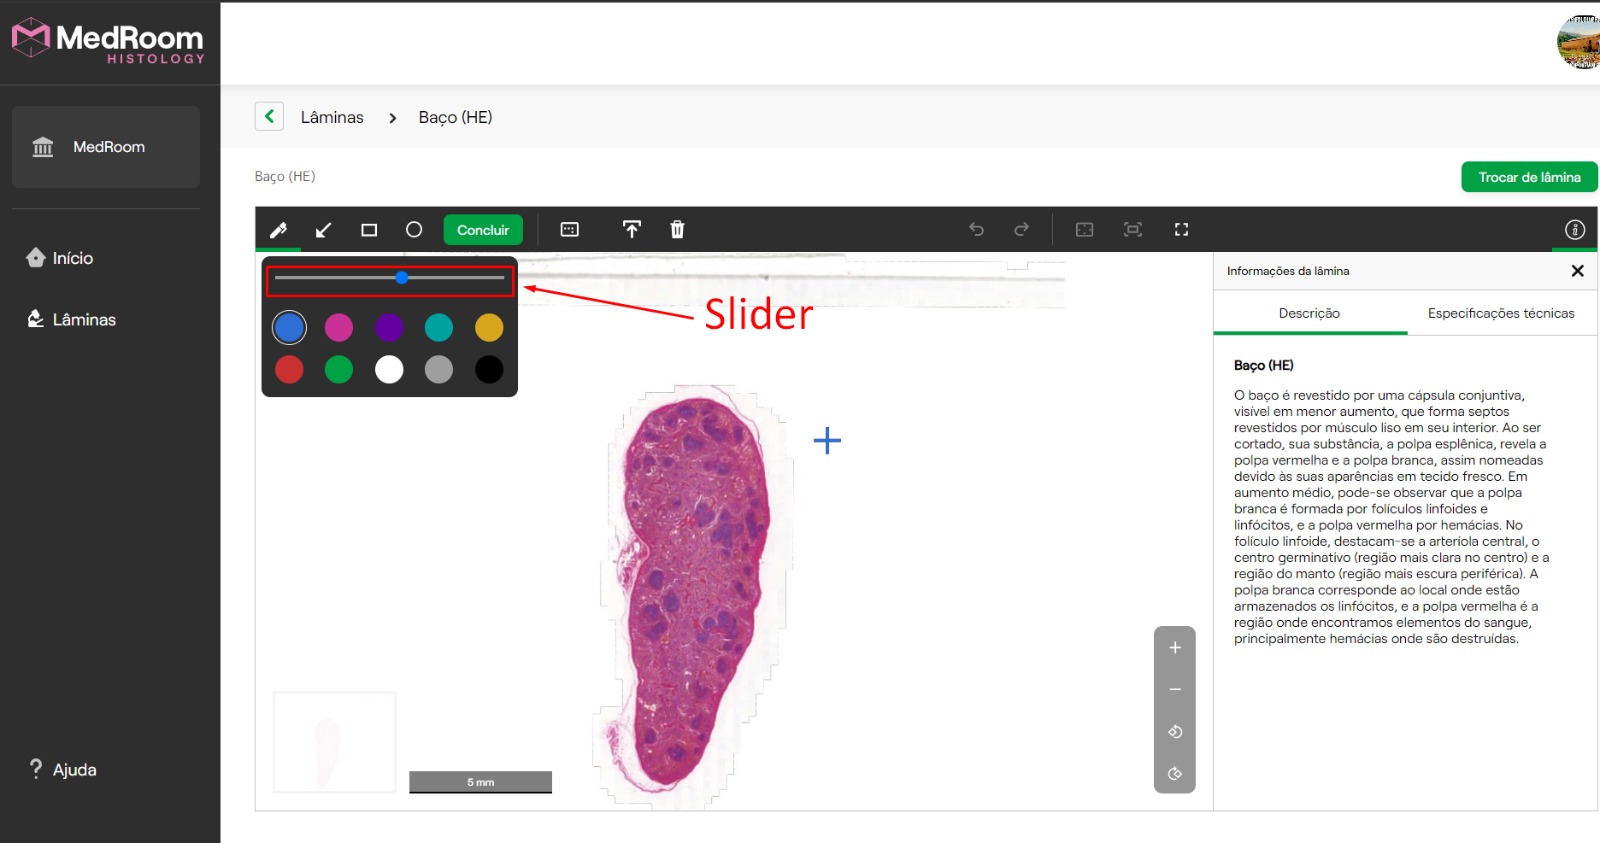 MedRoom
HISTOLOGY
MedRoom
Início
Lâminas
? Ajuda
Lâminas > Baço (HE)
Baço (HE)
Trocar de lâmina
Concluir
Slider
5 mm
Informações da lâmina
Descrição
Especificações técnicas
Baço (HE)
O baço é revestido por uma cápsula conjuntiva,
visível em menor aumento, que forma septos
revestidos por músculo liso em seu interior. Ao ser
cortado, sua substância, a polpa esplênica, revela a
polpa vermelha e a polpa branca, assim nomeadas
devido às suas aparências em tecido fresco. Em
aumento médio, pode-se observar que a polpa
branca é formada por folículos linfoides e
linfócitos, e a polpa vermelha por hemácias. No
folículo linfoide, destacam-se a arteríola central, o
centro germinativo (região mais clara no centro) e a
região do manto (região mais escura periférica). A
polpa branca corresponde ao local onde estão
armazenados os linfócitos, e a polpa vermelha é a
região onde encontramos elementos do sangue,
principalmente hemácias onde são destruídas.